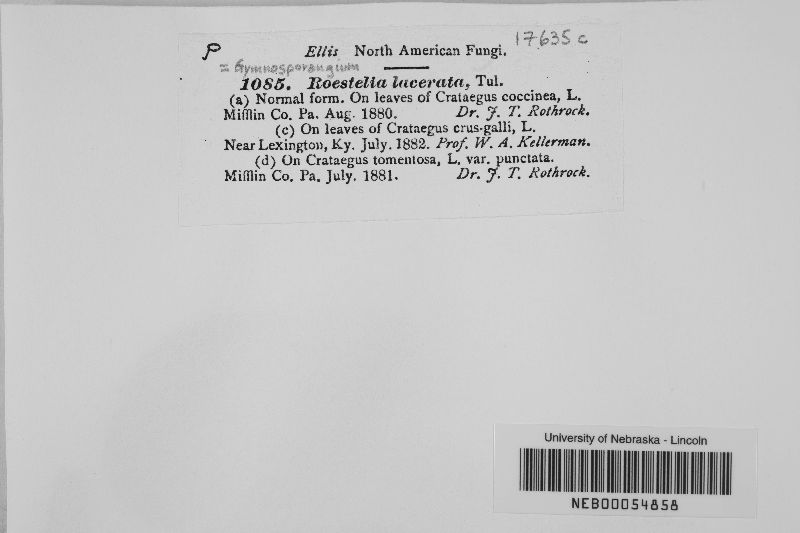 P Ellis North American Fungi. 17635 c
= Gymnosporangium
1085. Roestelia lacerata, Tul.
(a) Normal form. On leaves of Crataegus coccinea, L.
Mifflin Co. Pa. Aug. 1880. Dr. J. T. Rothrock.
(c) On leaves of Crataegus crus-galli, L.
Near Lexington, Ky. July. 1882. Prof. W. A. Kellerman.
(d) On Crataegus tomentosa, L. var. punctata.
Mifflin Co. Pa. July. 1881. Dr. J. T. Rothrock.
University of Nebraska - Lincoln
NEB00054858